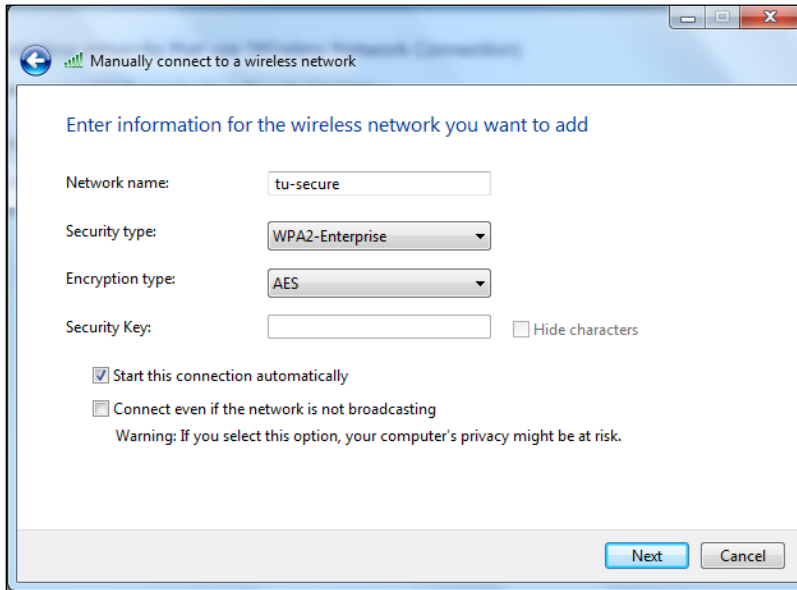 Manually connect to a wireless network
Enter information for the wireless network you want to add
Network name: tu-secure
Security type: WPA2-Enterprise
Encryption type: AES
Security Key:
Hide characters
Start this connection automatically
Connect even if the network is not broadcasting
Warning: If you select this option, your computer's privacy might be at risk.
Next Cancel